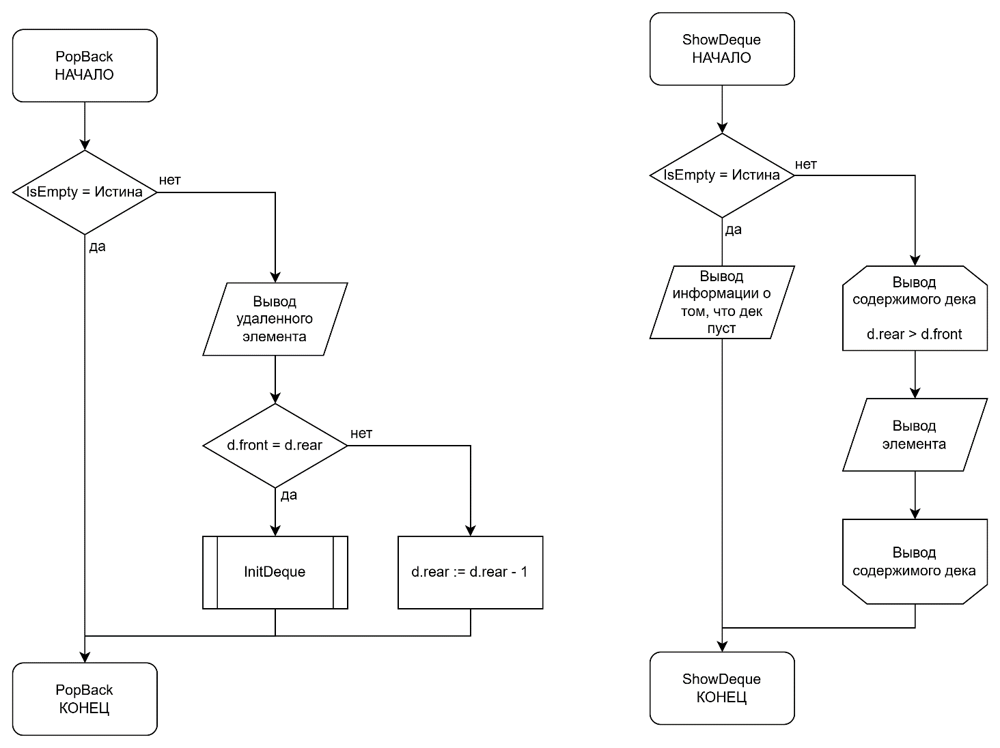 PopBack
НАЧАЛО
IsEmpty = Истина
нет
да
Вывод
удаленного
элемента
d.front = d.rear
нет
да
InitDeque
d.rear := d.rear - 1
PopBack
КОНЕЦ
ShowDeque
НАЧАЛО
IsEmpty = Истина
нет
да
Вывод
информации о
том, что дек
пуст
Вывод
содержимого дека
d.rear > d.front
Вывод
элемента
Вывод
содержимого дека
ShowDeque
КОНЕЦ